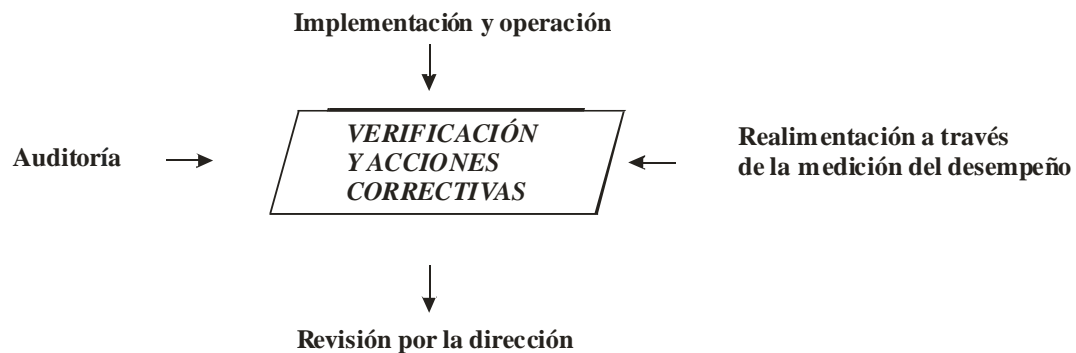 Implementación y operación
VERIFICACIÓN
Y ACCIONES
CORRECTIVAS
Auditoría
Realimentación a través
de la medición del desempeño
Revisión por la dirección